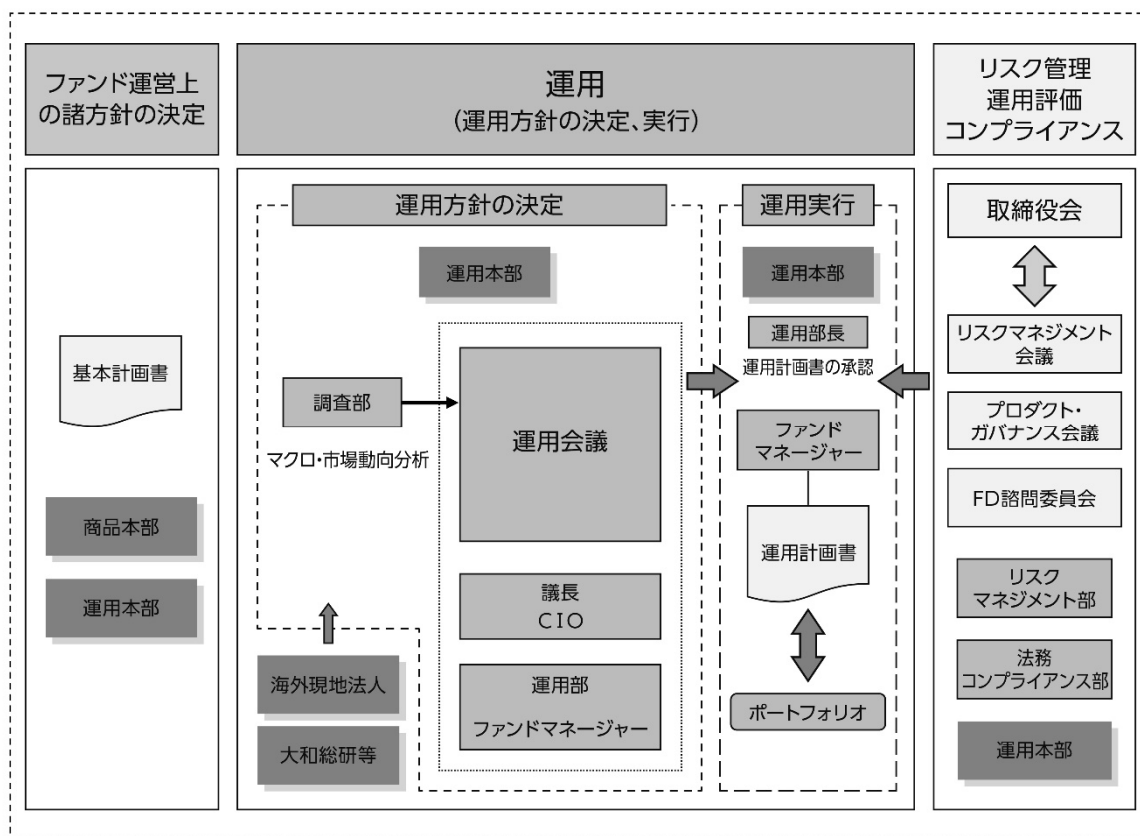 ファンド運営上
の諸方針の決定
基本計画書
商品本部
運用本部
運用
(運用方針の決定、実行)
運用方針の決定
運用本部
調査部
マクロ・市場動向分析
運用会議
議長
CIO
運用部
ファンドマネージャー
海外現地法人
大和総研等
運用実行
運用本部
運用部長
運用計画書の承認
ファンド
マネージャー
運用計画書
ポートフォリオ
リスク管理
運用評価
コンプライアンス
取締役会
リスクマネジメント
会議
プロダクト・
ガバナンス会議
FD諮問委員会
リスク
マネジメント部
法務
コンプライアンス部
運用本部